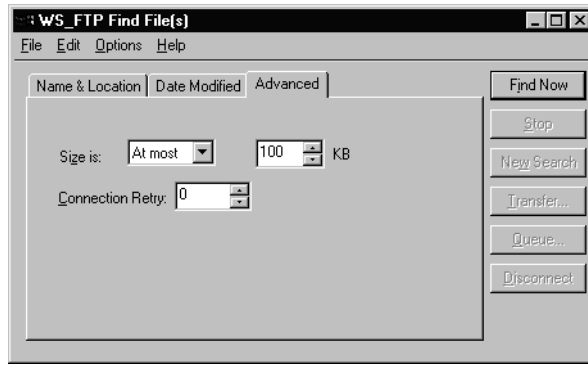 WS_FTP Find File(s)
File Edit Options Help
Name & Location Date Modified Advanced
Find Now
Stop
Size is: At most 100 KB
New Search
Connection Retry: 0
Transfer...
Queue...
Disconnect